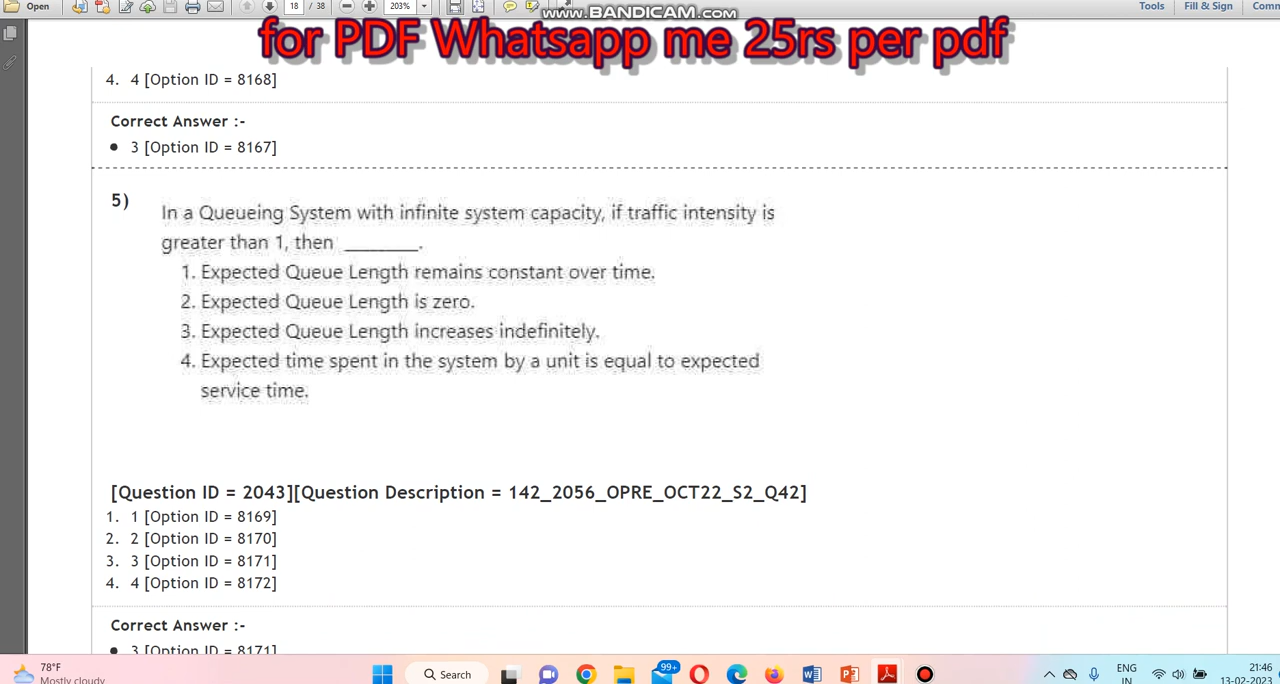 Open
18 / 38
203%
www.BANDICAM.com
Tools
Fill & Sign
Comm
for PDF Whatsapp me 25rs per pdf
4. 4 [Option ID = 8168]
Correct Answer :-
• 3 [Option ID = 8167]
5)
In a Queueing System with infinite system capacity, if traffic intensity is
greater than 1, then ________.
1. Expected Queue Length remains constant over time.
2. Expected Queue Length is zero.
3. Expected Queue Length increases indefinitely.
4. Expected time spent in the system by a unit is equal to expected
service time.
[Question ID = 2043][Question Description = 142_2056_OPRE_OCT22_S2_Q42]
1. 1 [Option ID = 8169]
2. 2 [Option ID = 8170]
3. 3 [Option ID = 8171]
4. 4 [Option ID = 8172]
Correct Answer :-
• 3 [Option ID = 8171]
78°F
Mostly cloudy
Search
99+
ENG
IN
21:46
13-02-2023